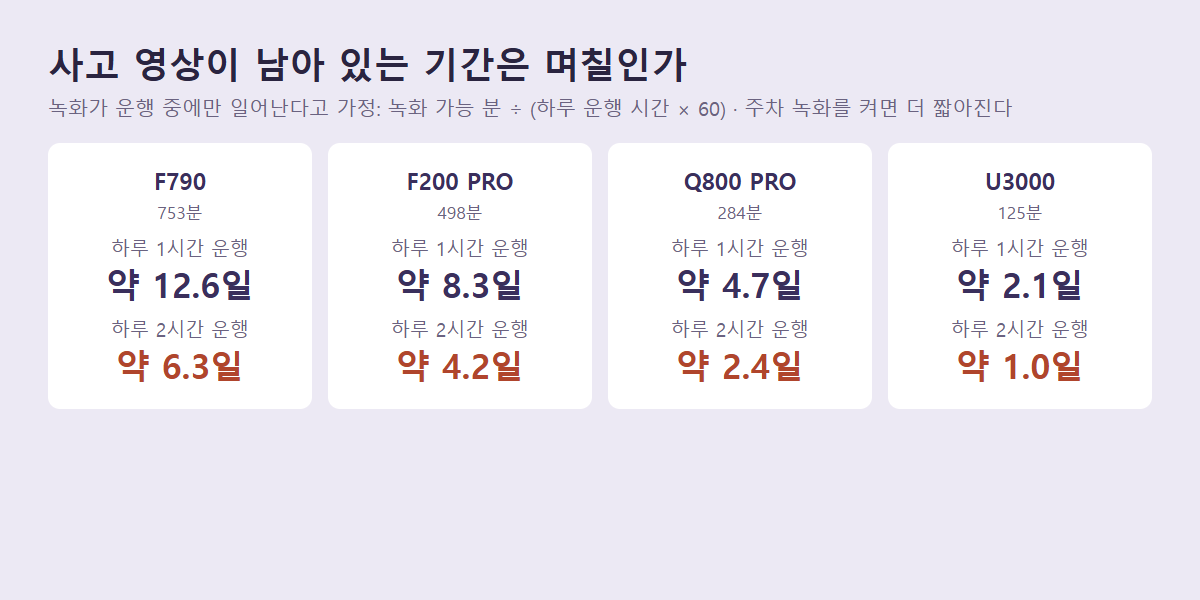 사고 영상이 남아 있는 기간은 며칠인가
녹화가 운행 중에만 일어난다고 가정: 녹화 가능 분 ÷ (하루 운행 시간 × 60) · 주차 녹화를 켜면 더 짧아진다
F790
753분
하루 1시간 운행
약 12.6일
하루 2시간 운행
약 6.3일
F200 PRO
498분
하루 1시간 운행
약 8.3일
하루 2시간 운행
약 4.2일
Q800 PRO
284분
하루 1시간 운행
약 4.7일
하루 2시간 운행
약 2.4일
U3000
125분
하루 1시간 운행
약 2.1일
하루 2시간 운행
약 1.0일